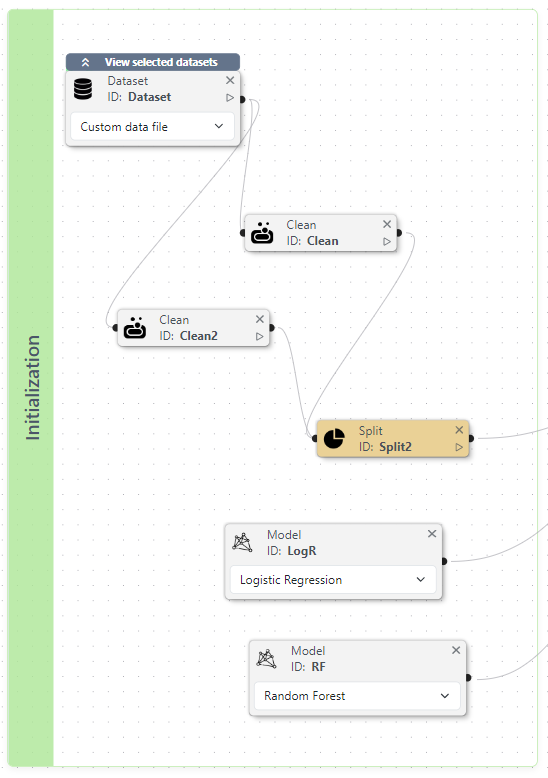 View selected datasets
Dataset
ID: Dataset
Custom data file
Clean
ID: Clean
Clean
ID: Clean2
Initialization
Split
ID: Split2
Model
ID: LogR
Logistic Regression
Model
ID: RF
Random Forest